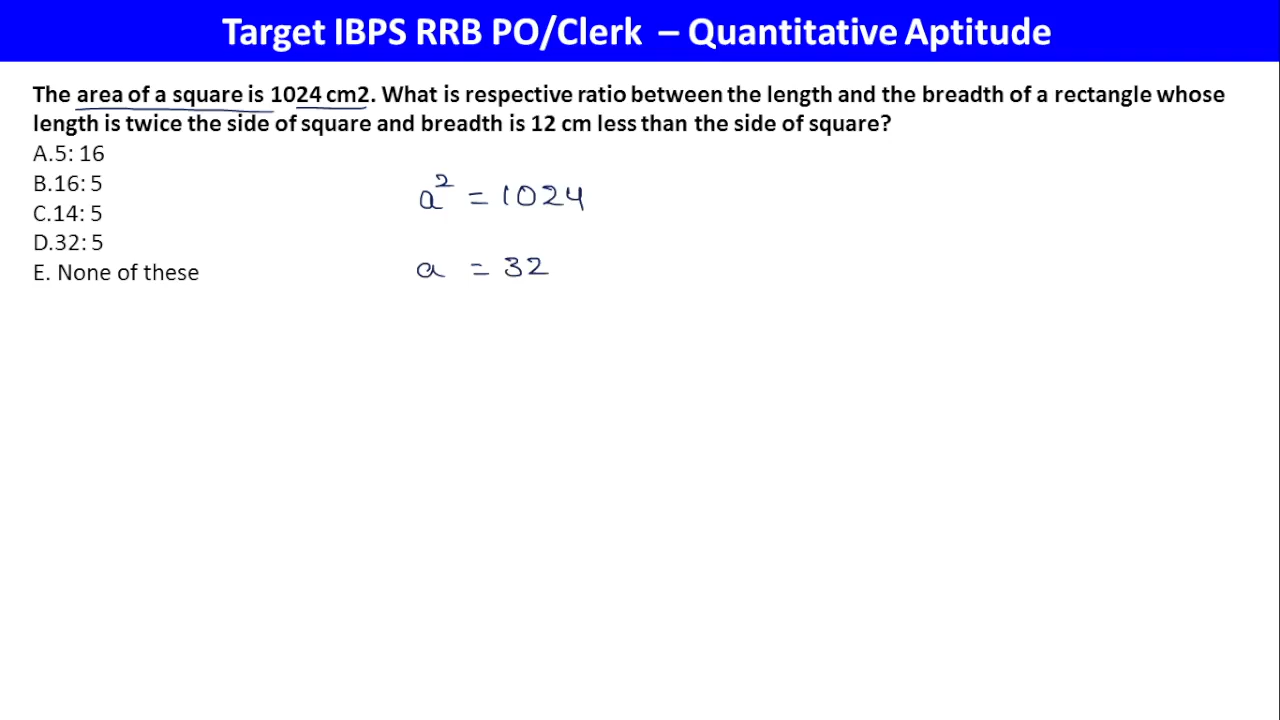 Target IBPS RRB PO/Clerk – Quantitative Aptitude
The area of a square is 1024 cm2. What is respective ratio between the length and the breadth of a rectangle whose
length is twice the side of square and breadth is 12 cm less than the side of square?
A.5: 16
B.16: 5
C.14: 5
D.32: 5
E. None of these
a² = 1024
a = 32